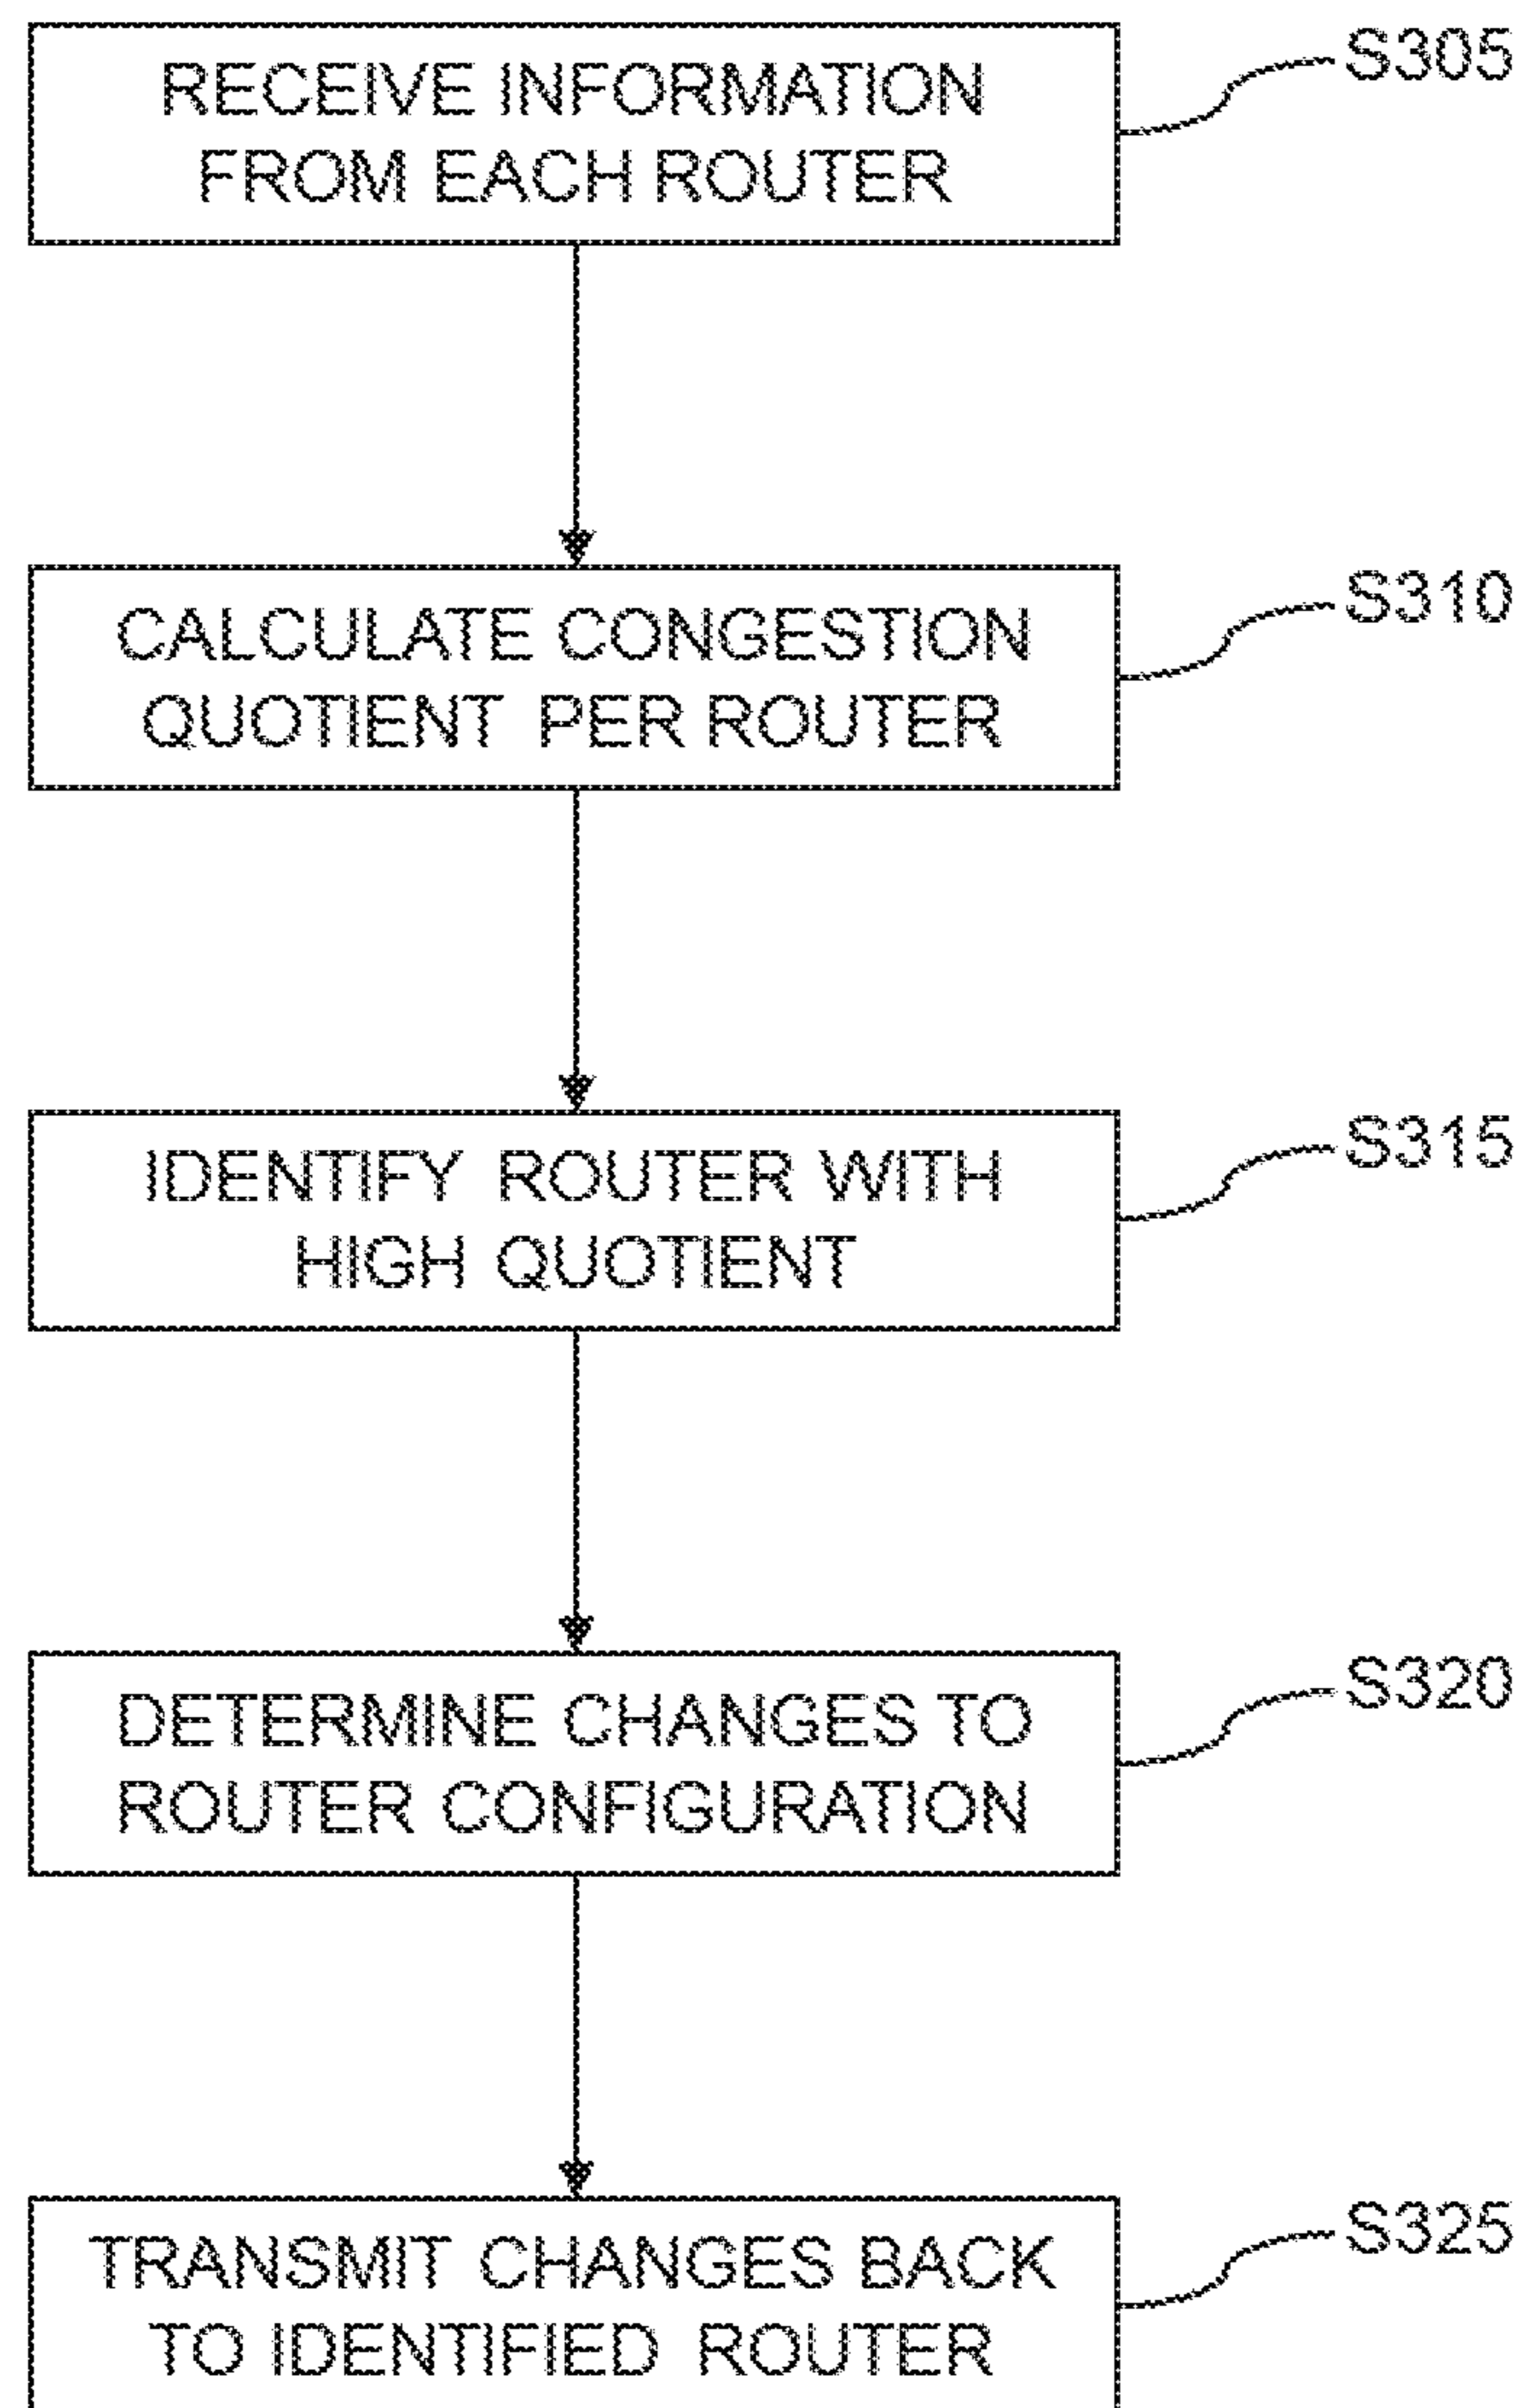 RECEIVE INFORMATION
FROM EACH ROUTER
S305
CALCULATE CONGESTION
QUOTIENT PER ROUTER
S310
IDENTIFY ROUTER WITH
HIGH QUOTIENT
S315
DETERMINE CHANGES TO
ROUTER CONFIGURATION
S320
TRANSMIT CHANGES BACK
TO IDENTIFIED ROUTER
S325